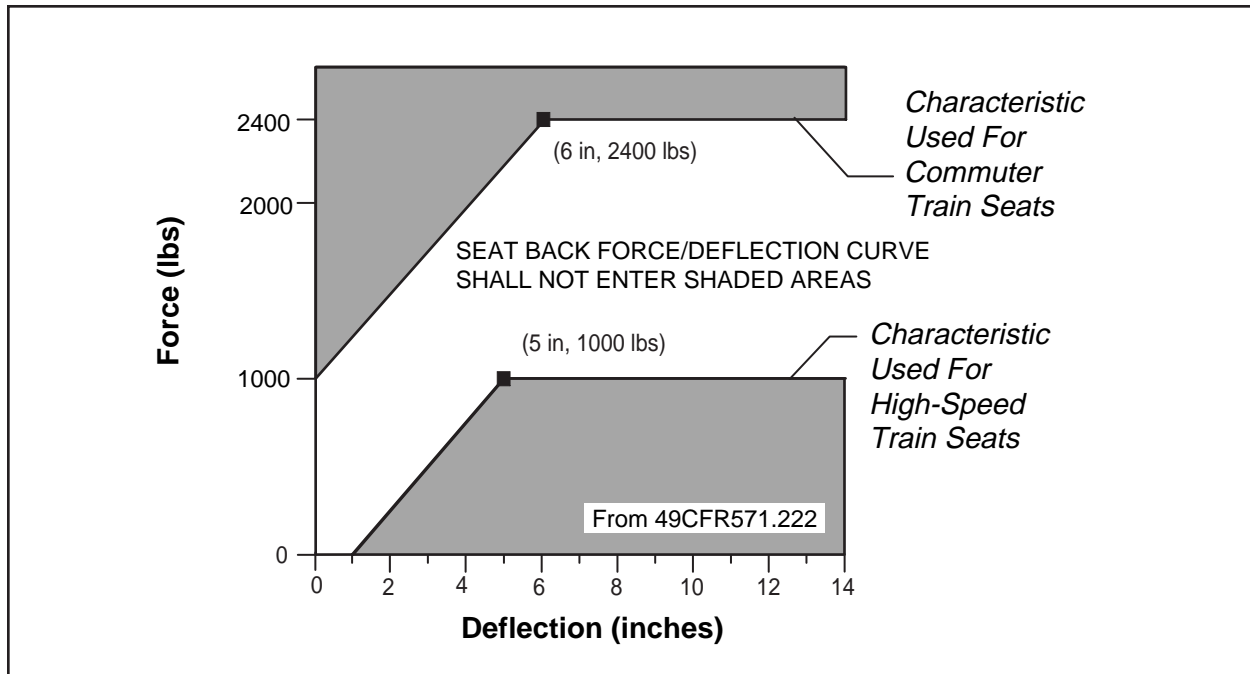 2400
2000
1000
0
Force (lbs)
(6 in, 2400 lbs)
SEAT BACK FORCE/DEFLECTION CURVE
SHALL NOT ENTER SHADED AREAS
(5 in, 1000 lbs)
From 49CFR571.222
Characteristic
Used For
Commuter
Train Seats
Characteristic
Used For
High-Speed
Train Seats
0 2 4 6 8 10 12 14
Deflection (inches)